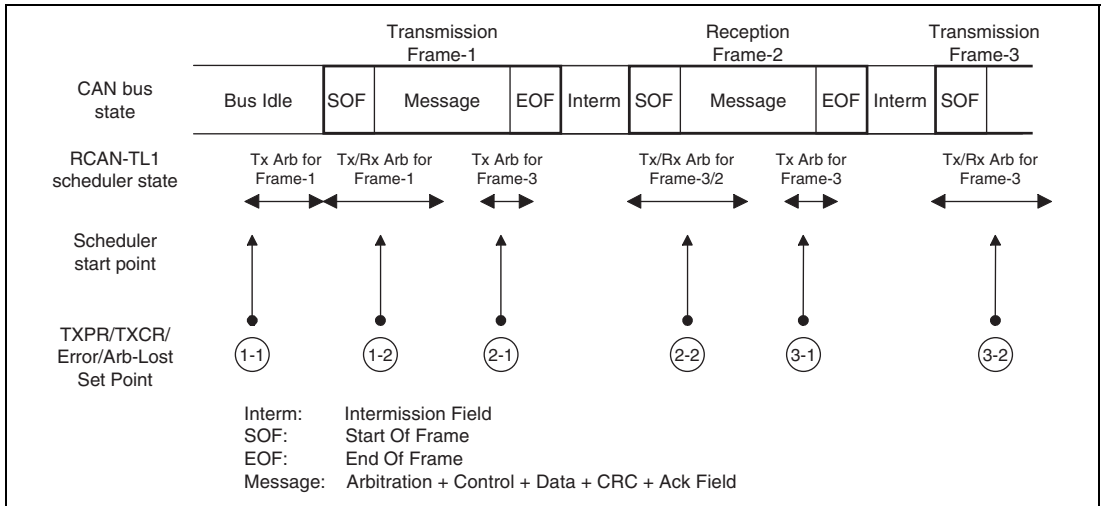 Transmission Frame-1
Reception Frame-2
Transmission Frame-3
CAN bus state
Bus Idle
SOF
Message
EOF
Interm
SOF
Message
EOF
Interm
SOF
RCAN-TL1 scheduler state
Tx Arb for Frame-1
Tx/Rx Arb for Frame-1
Tx Arb for Frame-3
Tx/Rx Arb for Frame-3/2
Tx Arb for Frame-3
Tx/Rx Arb for Frame-3
Scheduler start point
TXPR/TXCR/ Error/Arb-Lost Set Point
1-1
1-2
2-1
2-2
3-1
3-2
Interm: Intermission Field
SOF: Start Of Frame
EOF: End Of Frame
Message: Arbitration + Control + Data + CRC + Ack Field